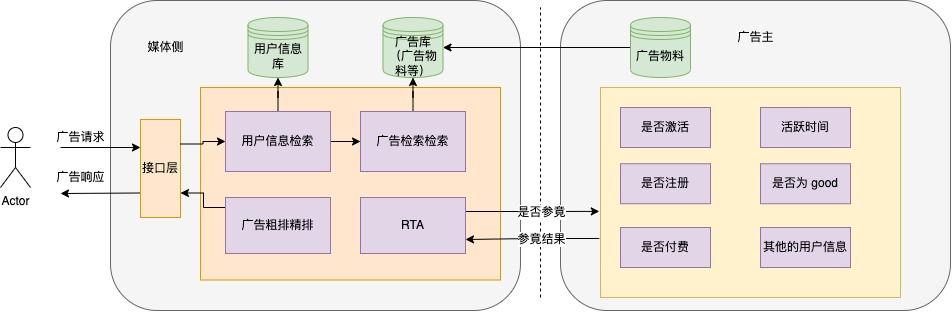 媒体侧
用户信息
库
广告库
(广告物
料等)
广告物料
广告主
广告请求
广告响应
Actor
接口层
用户信息检索
广告检索检索
广告粗排精排
RTA
是否参竟
参竟结果
是否激活
活跃时间
是否注册
是否为 good
是否付费
其他的用户信息